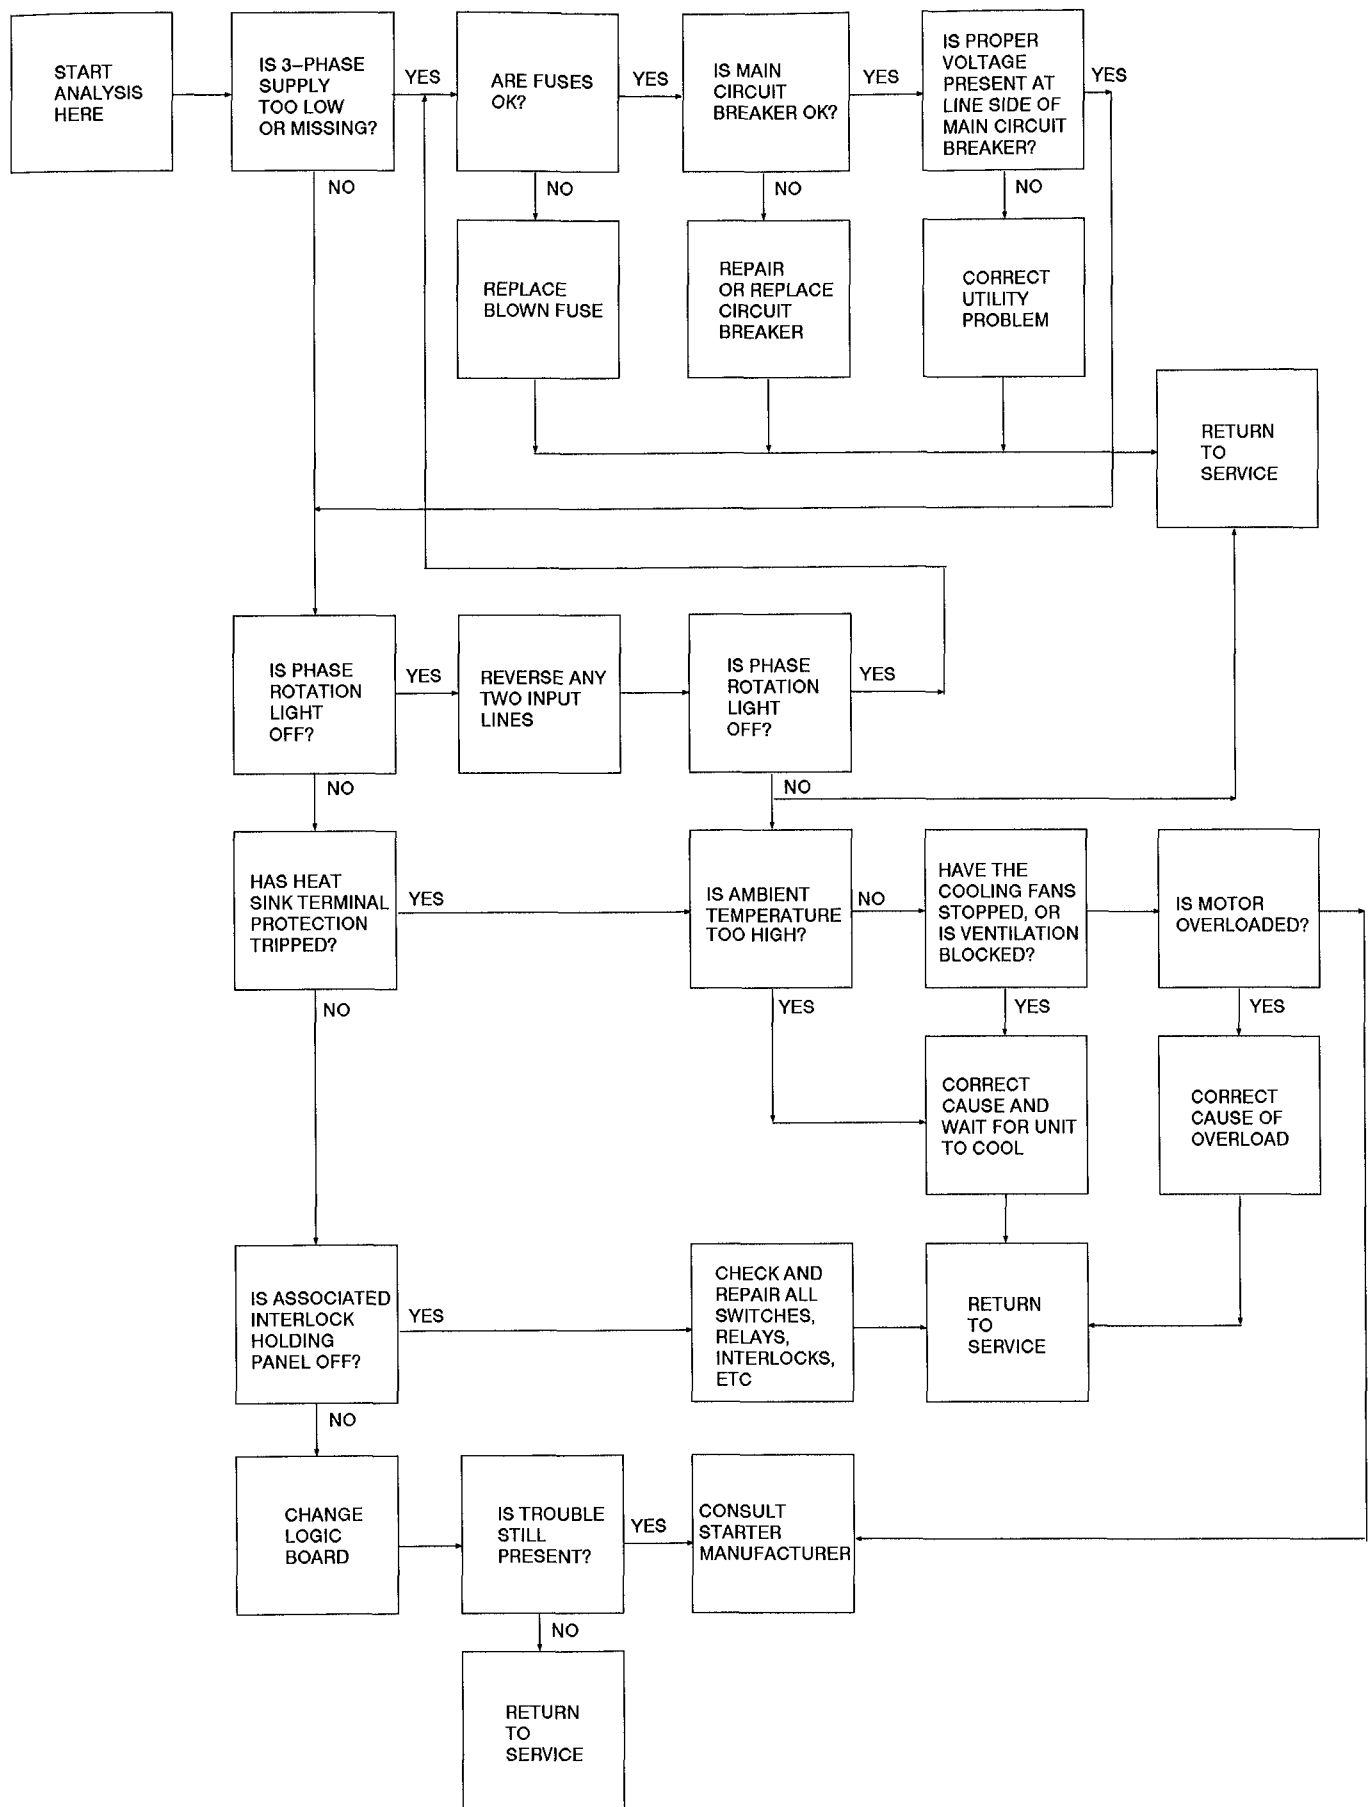 START
ANALYSIS
HERE
IS 3–PHASE
SUPPLY
TOO LOW
OR MISSING?
YES
NO
ARE FUSES
OK?
YES
NO
IS MAIN
CIRCUIT
BREAKER OK?
YES
NO
IS PROPER
VOLTAGE
PRESENT AT
LINE SIDE OF
MAIN CIRCUIT
BREAKER?
YES
NO
REPLACE
BLOWN FUSE
REPAIR
OR REPLACE
CIRCUIT
BREAKER
CORRECT
UTILITY
PROBLEM
RETURN
TO
SERVICE
IS PHASE
ROTATION
LIGHT
OFF?
YES
NO
REVERSE ANY
TWO INPUT
LINES
IS PHASE
ROTATION
LIGHT
OFF?
YES
NO
HAS HEAT
SINK TERMINAL
PROTECTION
TRIPPED?
YES
NO
IS AMBIENT
TEMPERATURE
TOO HIGH?
NO
YES
HAVE THE
COOLING FANS
STOPPED, OR
IS VENTILATION
BLOCKED?
YES
IS MOTOR
OVERLOADED?
YES
CORRECT
CAUSE AND
WAIT FOR UNIT
TO COOL
CORRECT
CAUSE OF
OVERLOAD
IS ASSOCIATED
INTERLOCK
HOLDING
PANEL OFF?
YES
NO
CHECK AND
REPAIR ALL
SWITCHES,
RELAYS,
INTERLOCKS,
ETC
RETURN
TO
SERVICE
CHANGE
LOGIC
BOARD
IS TROUBLE
STILL
PRESENT?
YES
NO
CONSULT
STARTER
MANUFACTURER
RETURN
TO
SERVICE